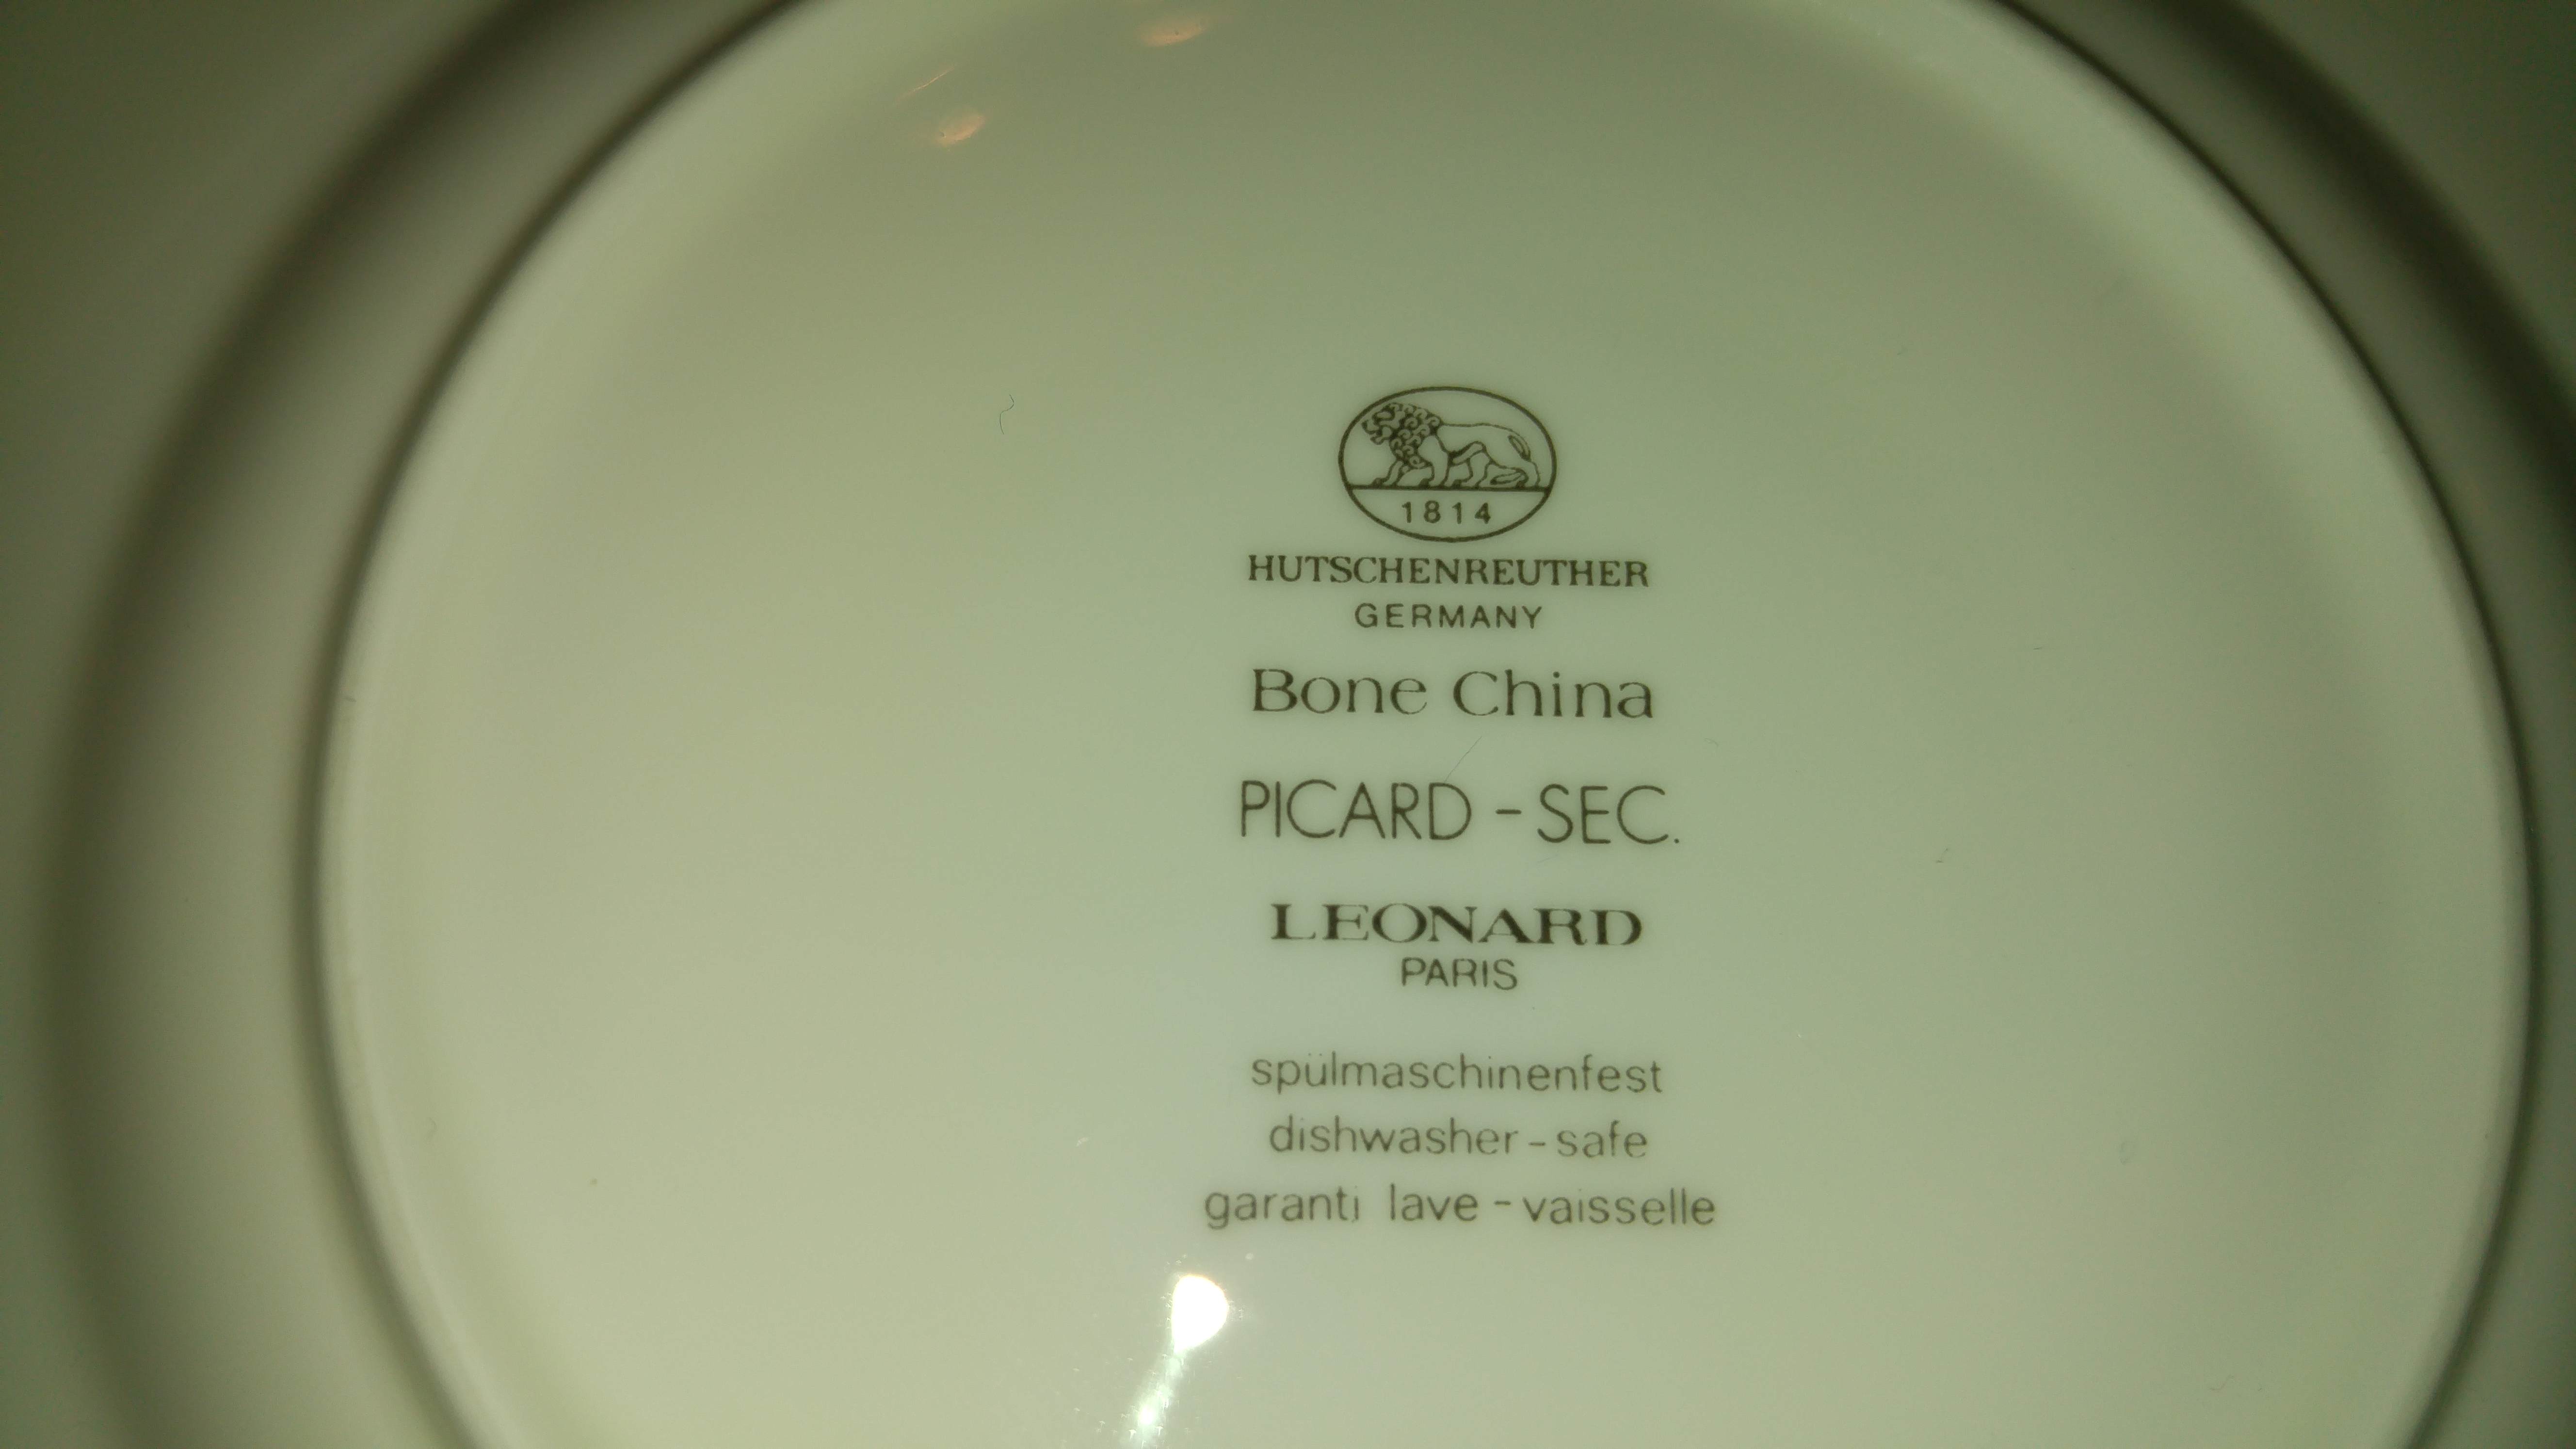 1814
HUTSCHENREUTHER
GERMANY
Bone China
PICARD - SEC.
LEONARD
PARIS
spülmaschinenfest
dishwasher - safe
garanti lave - vaisselle